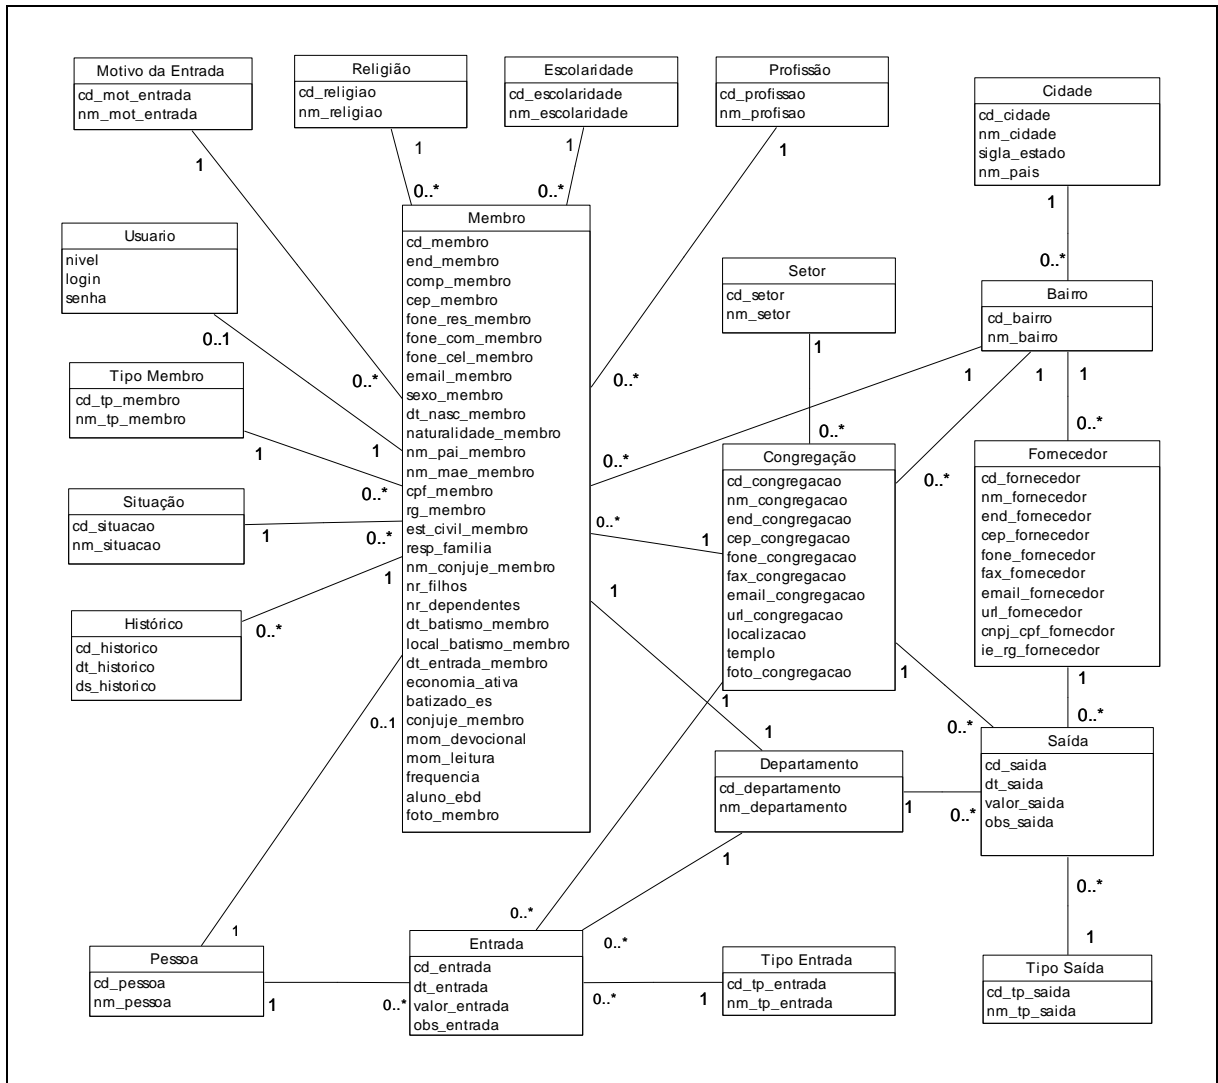 Motivo da Entrada
cd_mot_entrada
nm_mot_entrada
Religião
cd_religiao
nm_religiao
Escolaridade
cd_escolaridade
nm_escolaridade
Profissão
cd_profissao
nm_profisao
Cidade
cd_cidade
nm_cidade
sigla_estado
nm_pais
1
1
1
1
1
0..*
0..*
0..*
Usuario
nivel
login
senha
0..1
Membro
cd_membro
end_membro
comp_membro
cep_membro
fone_res_membro
fone_com_membro
fone_cel_membro
email_membro
sexo_membro
dt_nasc_membro
naturalidade_membro
nm_pai_membro
nm_mae_membro
cpf_membro
rg_membro
est_civil_membro
resp_familia
nm_conjuje_membro
nr_filhos
nr_dependentes
dt_batismo_membro
local_batismo_membro
dt_entrada_membro
economia_ativa
batizado_es
conjuje_membro
mom_devocional
mom_leitura
frequencia
aluno_ebd
foto_membro
Setor
cd_setor
nm_setor
1
Bairro
cd_bairro
nm_bairro
1
1
1
0..*
0..*
0..*
0..*
0..*
0..*
Tipo Membro
cd_tp_membro
nm_tp_membro
1
1
0..*
Situação
cd_situacao
nm_situacao
1
0..*
0..*
1
Histórico
cd_historico
dt_historico
ds_historico
1
0..*
Congregação
cd_congregacao
nm_congregacao
end_congregacao
cep_congregacao
fone_congregacao
fax_congregacao
email_congregacao
url_congregacao
localizacao
templo
foto_congregacao
Fornecedor
cd_fornecedor
nm_fornecedor
end_fornecedor
cep_fornecedor
fone_fornecedor
fax_fornecedor
email_fornecedor
url_fornecedor
cnpj_cpf_fornecdor
ie_rg_fornecedor
1
1
1
1
0..*
0..*
0..1
1
Saída
cd_saida
dt_saida
valor_saida
obs_saida
Departamento
cd_departamento
nm_departamento
1
0..*
1
0..*
0..*
0..*
1
1
Pessoa
cd_pessoa
nm_pessoa
1
0..*
Entrada
cd_entrada
dt_entrada
valor_entrada
obs_entrada
0..*
1
Tipo Entrada
cd_tp_entrada
nm_tp_entrada
Tipo Saída
cd_tp_saida
nm_tp_saida